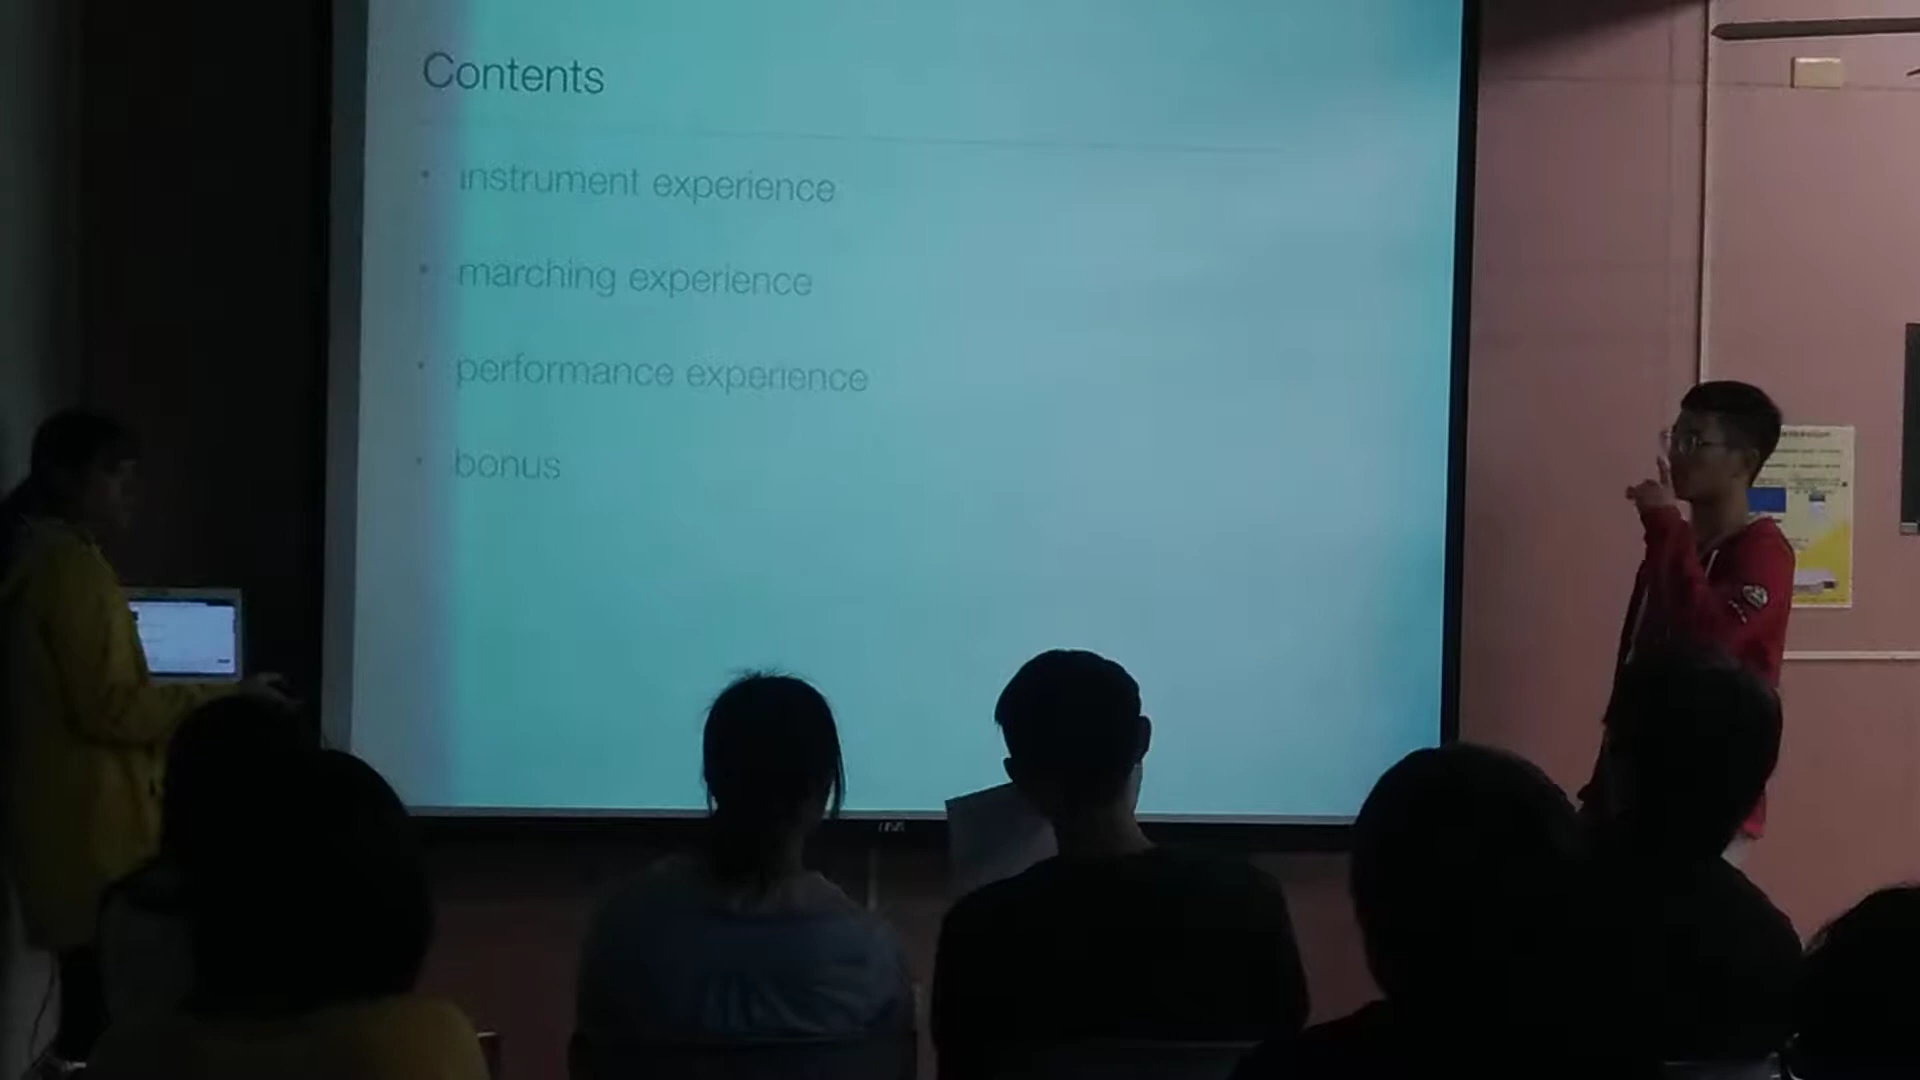 Contents
• instrument experience
• marching experience
• performance experience
• bonus